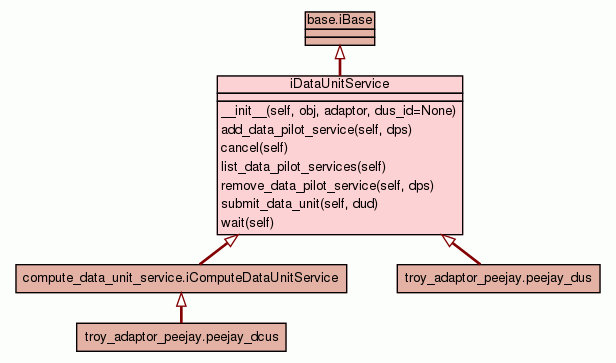 base.iBase
iDataUnitService
__init__(self, obj, adaptor, dus_id=None)
add_data_pilot_service(self, dps)
cancel(self)
list_data_pilot_services(self)
remove_data_pilot_service(self, dps)
submit_data_unit(self, dud)
wait(self)
compute_data_unit_service.iComputeDataUnitService
troy_adaptor_peejay.peejay_dus
troy_adaptor_peejay.peejay_dcus